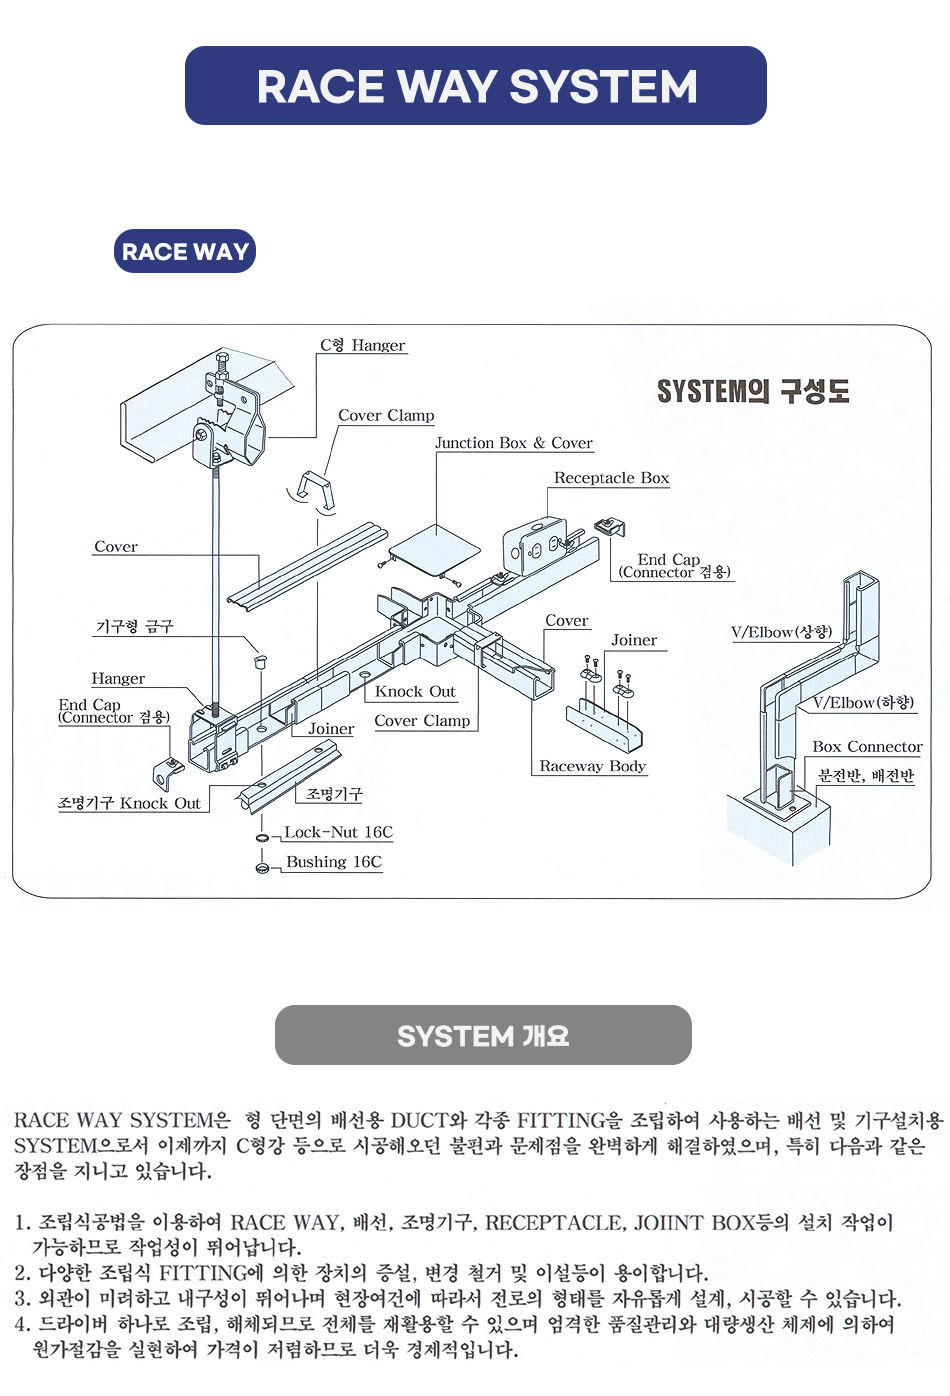 RACE WAY SYSTEM
RACE WAY
C형 Hanger
SYSTEM의 구성도
Cover Clamp
Junction Box & Cover
Receptacle Box
Cover
End Cap
(Connector 겸용)
기구형 금구
Cover
V/Elbow(상향)
Joiner
Hanger
Knock Out
End Cap
(Connector 겸용)
V/Elbow(하향)
Cover Clamp
Joiner
Box Connector
Raceway Body
분전반, 배전반
조명기구
조명기구 Knock Out
Lock-Nut 16C
Bushing 16C
SYSTEM 개요
RACE WAY SYSTEM은 형 단면의 배선용 DUCT와 각종 FITTING을 조립하여 사용하는 배선 및 기구설치용
SYSTEM으로서 이제까지 C형강 등으로 시공해오던 불편과 문제점을 완벽하게 해결하였으며, 특히 다음과 같은
장점을 지니고 있습니다.
1. 조립식공법을 이용하여 RACE WAY, 배선, 조명기구, RECEPTACLE, JOIINT BOX등의 설치 작업이
가능하므로 작업성이 뛰어납니다.
2. 다양한 조립식 FITTING에 의한 장치의 증설, 변경 철거 및 이설등이 용이합니다.
3. 외관이 미려하고 내구성이 뛰어나며 현장여건에 따라서 전로의 형태를 자유롭게 설계, 시공할 수 있습니다.
4. 드라이버 하나로 조립, 해체되므로 전체를 재활용할 수 있으며 엄격한 품질관리와 대량생산 체제에 의하여
원가절감을 실현하여 가격이 저렴하므로 더욱 경제적입니다.